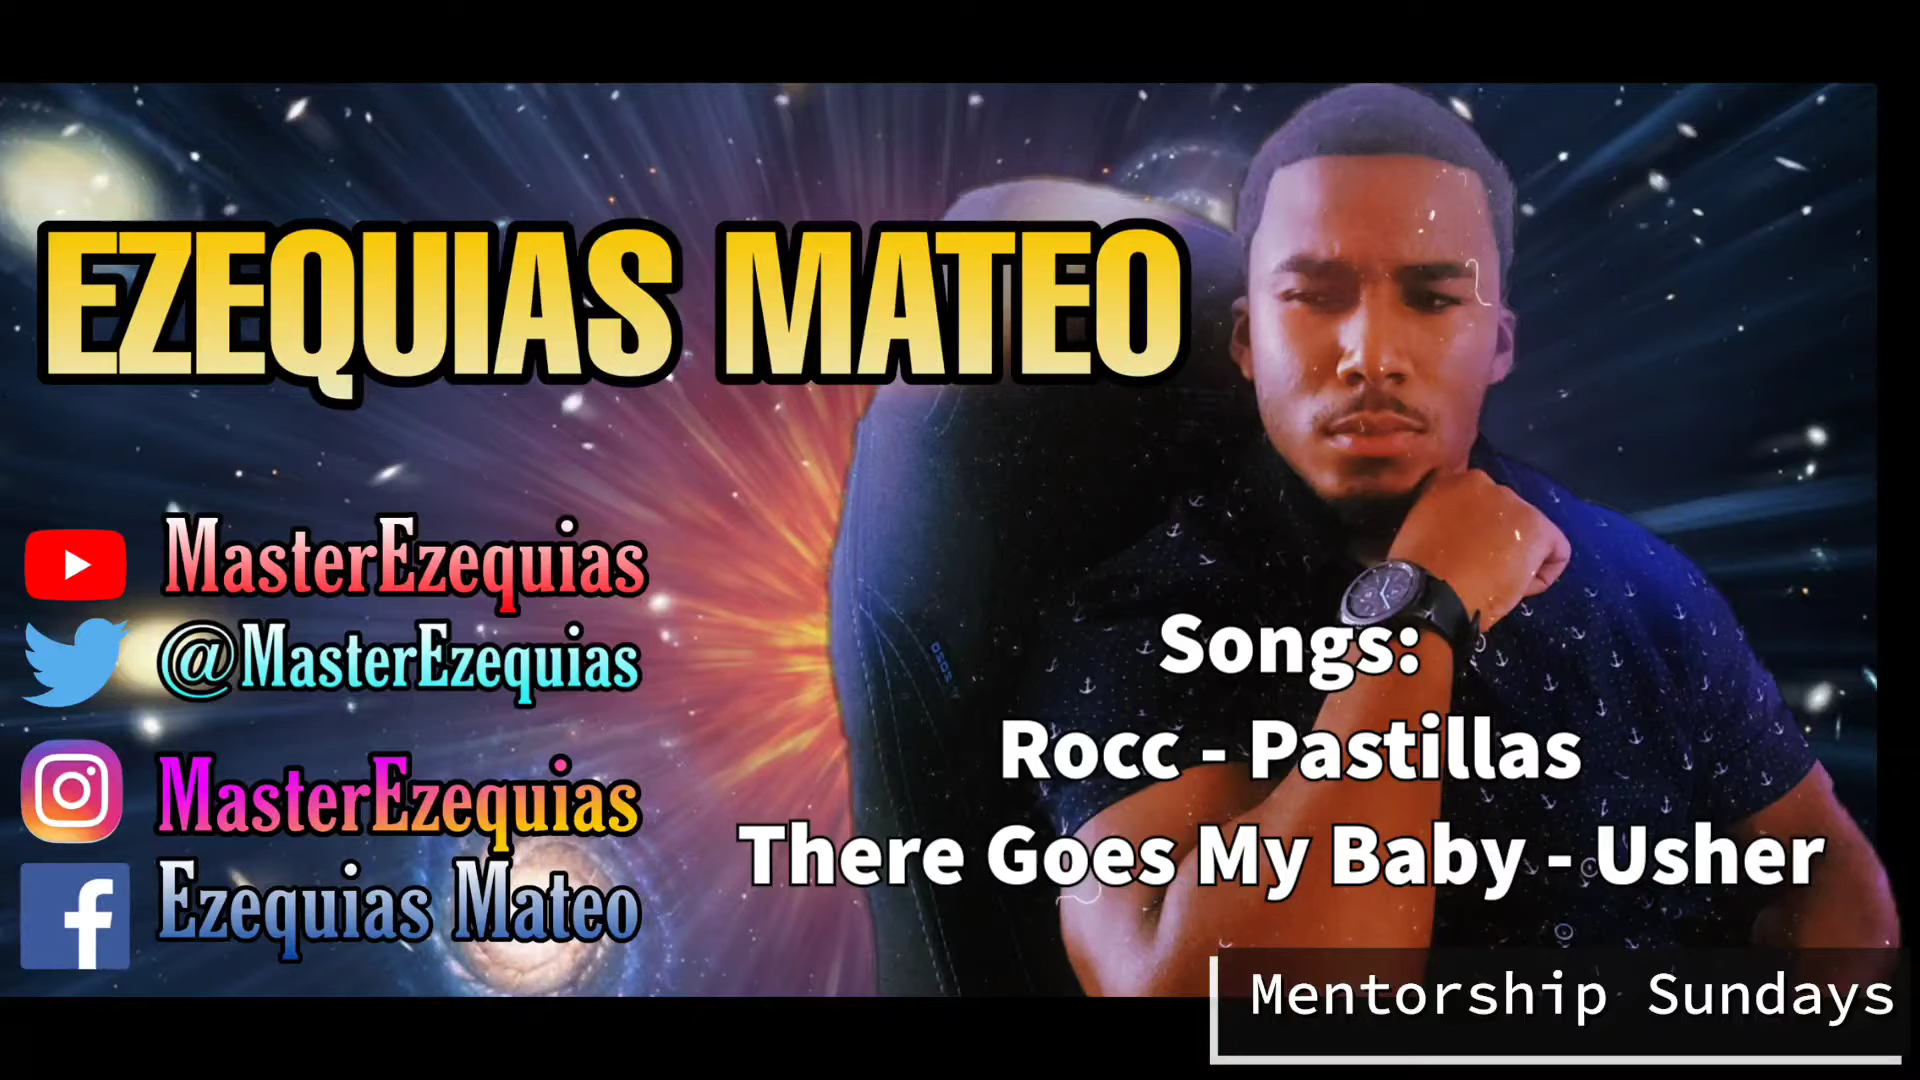 EZEQUIAS MATEO
MasterEzequias
@MasterEzequias
MasterEzequias
Ezequias Mateo
Songs:
Rocc - Pastillas
There Goes My Baby - Usher
Mentorship Sundays